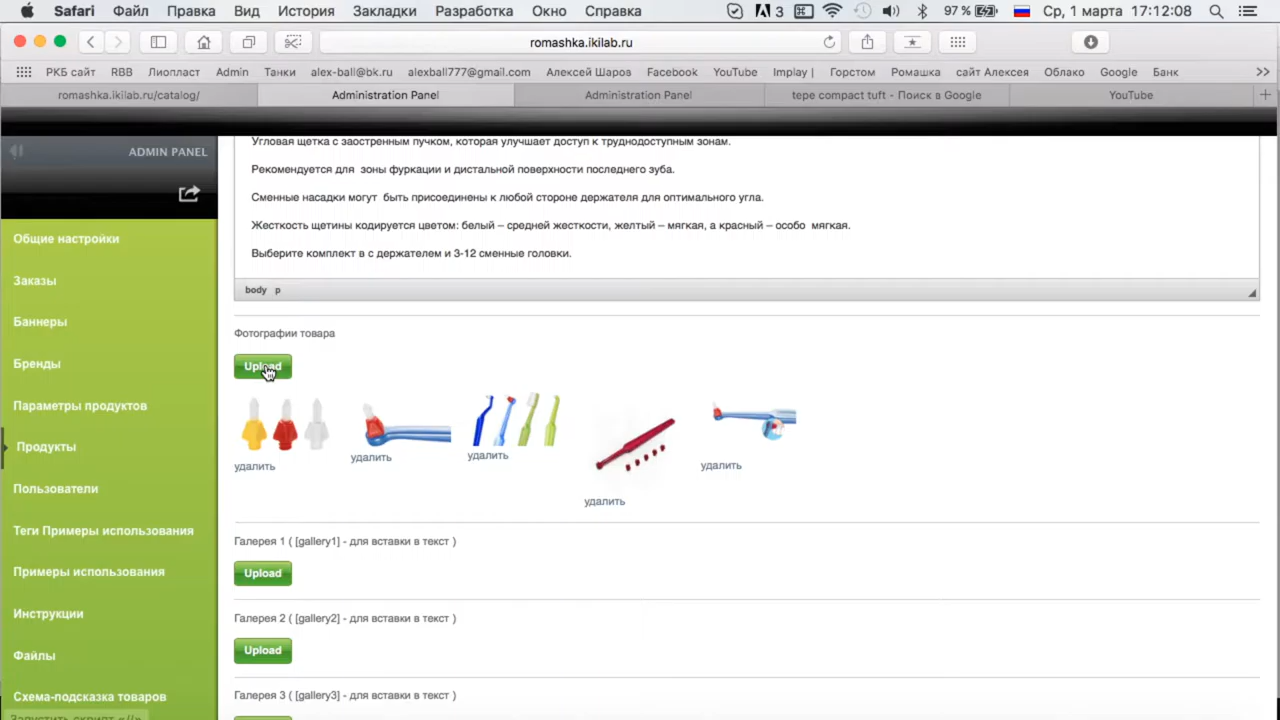 Safari Файл Правка Вид История Закладки Разработка Окно Справка 3 97 % Ср, 1 марта 17:12:08
romashka.ikilab.ru
РКБ сайт RBB Лиопласт Admin Танки alex-ball@bk.ru alexball777@gmail.com Алексей Шаров Facebook YouTube Implay | Горстом Ромашка сайт Алексея Облако Google Банк >>
romashka.ikilab.ru/catalog/ Administration Panel Administration Panel tepe compact tuft - Поиск в Google YouTube +
ADMIN PANEL
Общие настройки
Заказы
Баннеры
Бренды
Параметры продуктов
Продукты
Пользователи
Теги Примеры использования
Примеры использования
Инструкции
Файлы
Схема-подсказка товаров
Запустить скрипт «//»
Угловая щетка с заостренным пучком, которая улучшает доступ к труднодоступным зонам.
Рекомендуется для зоны фуркации и дистальной поверхности последнего зуба.
Сменные насадки могут быть присоединены к любой стороне держателя для оптимального угла.
Жесткость щетины кодируется цветом: белый – средней жесткости, желтый – мягкая, а красный – особо мягкая.
Выберите комплект в с держателем и 3-12 сменные головки.
body p
Фотографии товара
Upload
удалить удалить удалить удалить удалить
Галерея 1 ( [gallery1] - для вставки в текст )
Upload
Галерея 2 ( [gallery2] - для вставки в текст )
Upload
Галерея 3 ( [gallery3] - для вставки в текст )